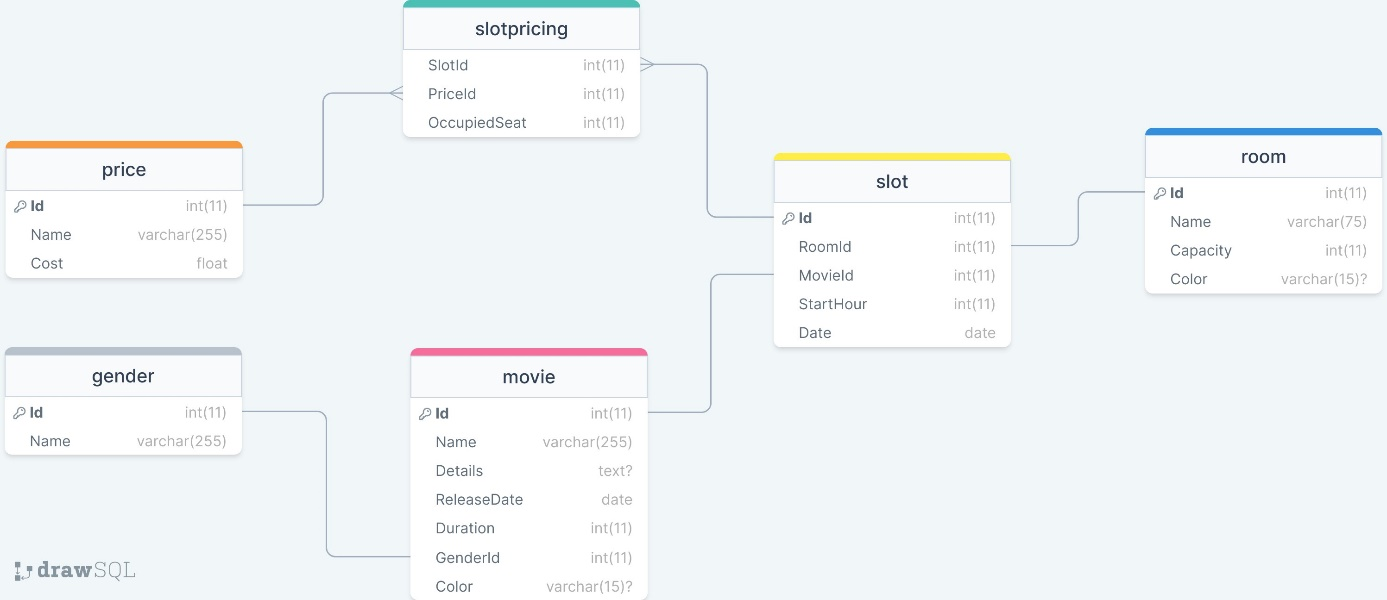 slotpricing
SlotId int(11)
PriceId int(11)
OccupiedSeat int(11)
price
Id int(11)
Name varchar(255)
Cost float
slot
Id int(11)
RoomId int(11)
MovieId int(11)
StartHour int(11)
Date date
room
Id int(11)
Name varchar(75)
Capacity int(11)
Color varchar(15)?
gender
Id int(11)
Name varchar(255)
movie
Id int(11)
Name varchar(255)
Details text?
ReleaseDate date
Duration int(11)
GenderId int(11)
Color varchar(15)?
drawSQL